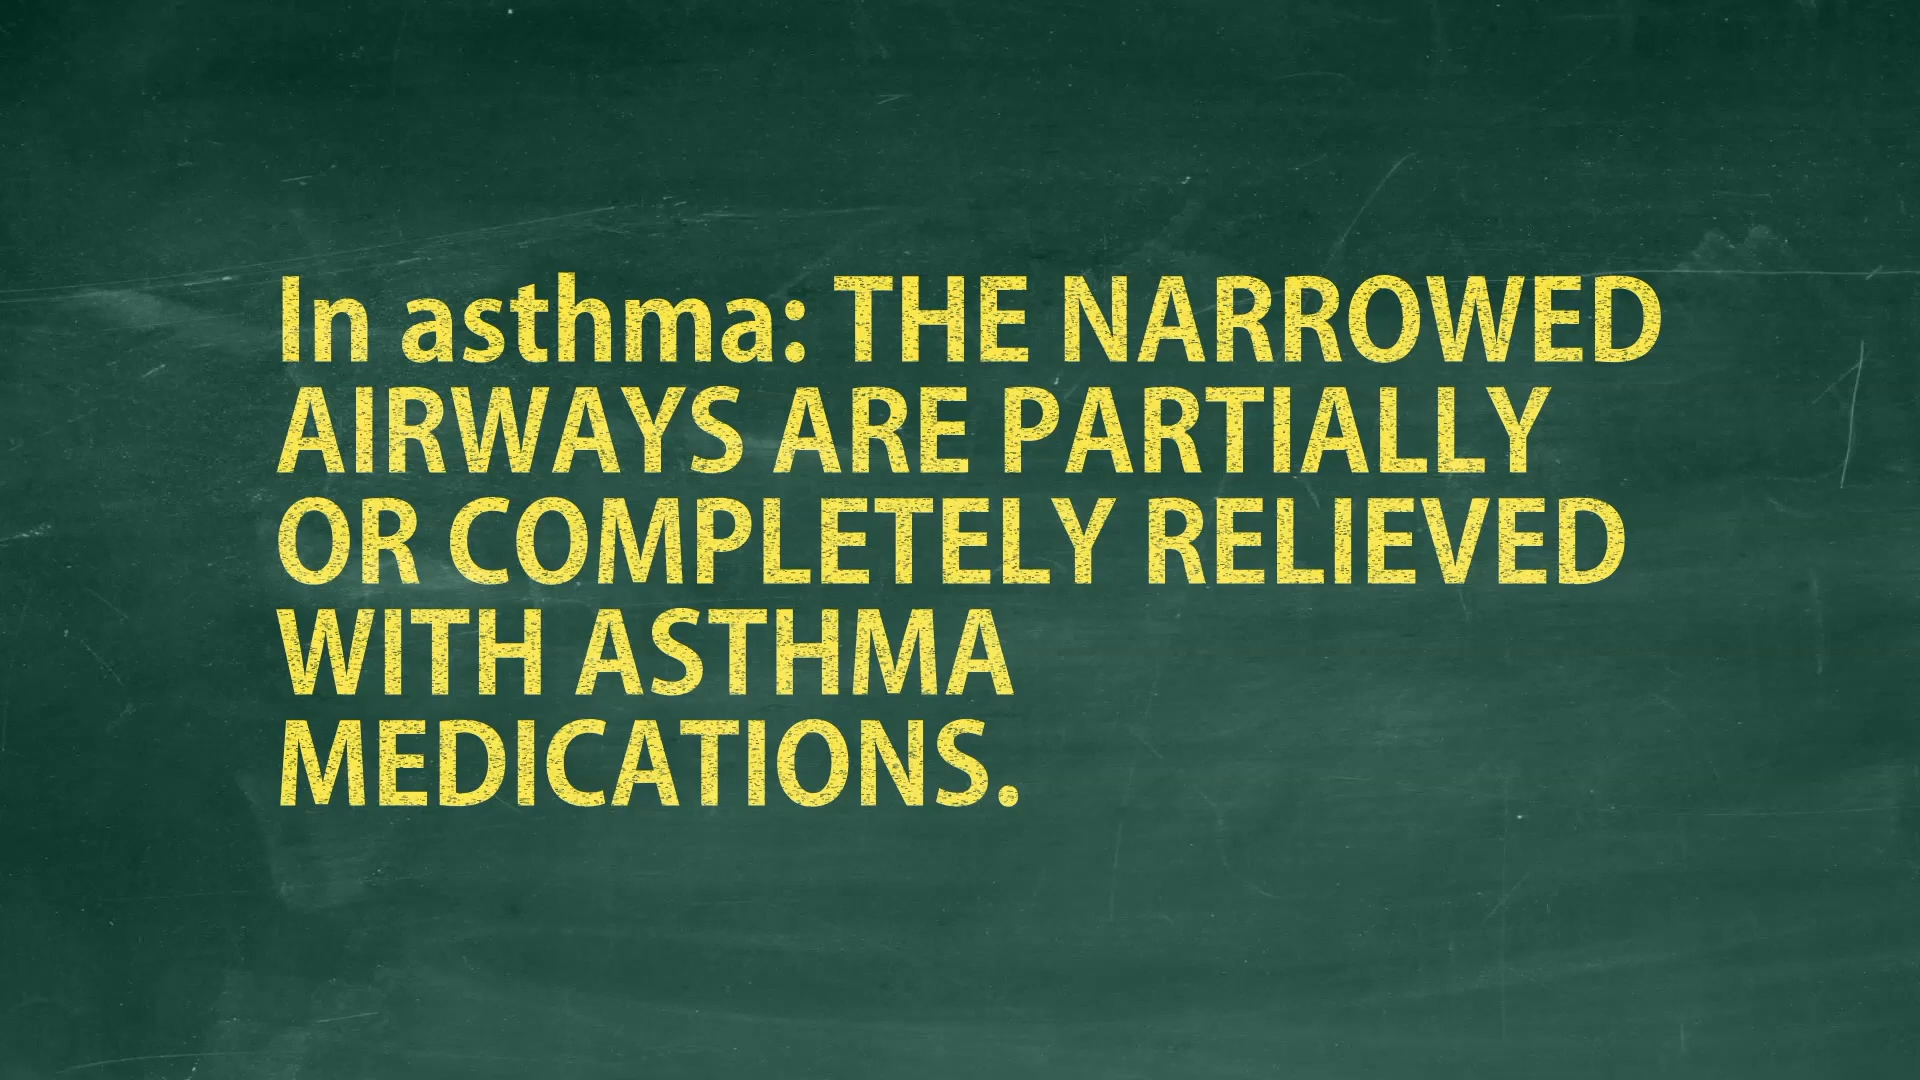 In asthma: THE NARROWED
AIRWAYS ARE PARTIALLY
OR COMPLETELY RELIEVED
WITH ASTHMA
MEDICATIONS.